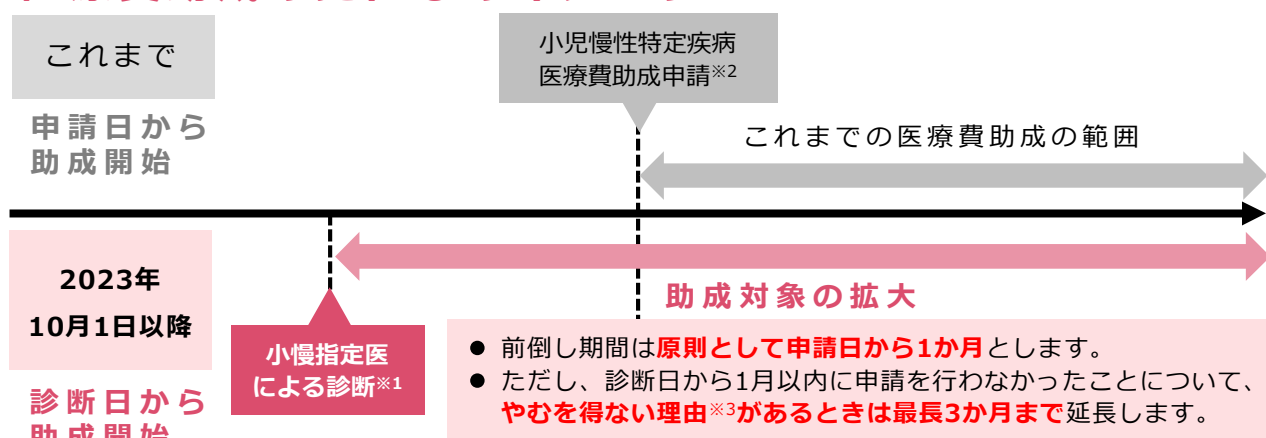 これまで
申請日から
助成開始
小児慢性特定疾病
医療費助成申請※2
これまでの医療費助成の範囲
2023年
10月1日以降
診断日から
助成開始
小慢指定医
による診断※1
助成対象の拡大
● 前倒し期間は原則として申請日から1か月とします。
● ただし、診断日から1月以内に申請を行わなかったことについて、
やむを得ない理由※3があるときは最長3か月まで延長します。